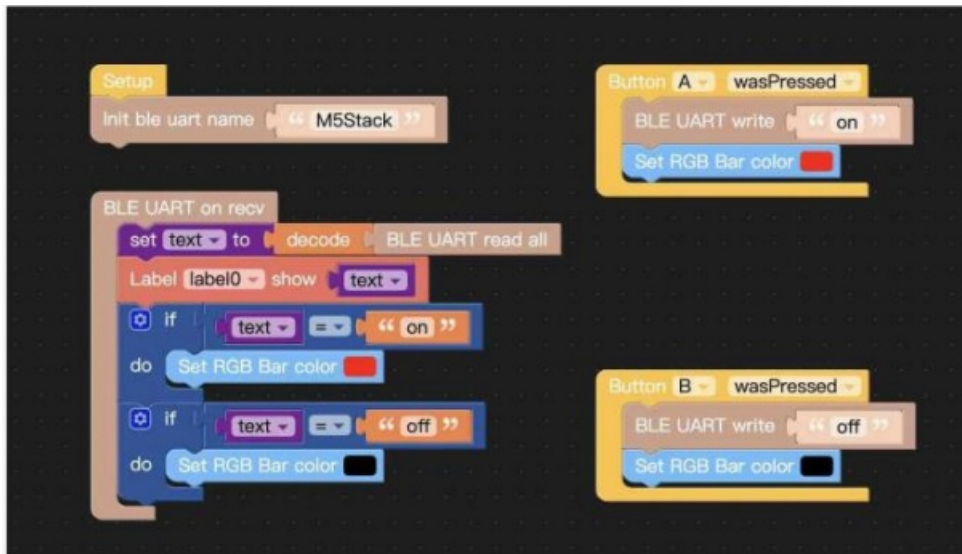 Setup
Init ble uart name “ M5Stack ”
BLE UART on recv
set text to decode BLE UART read all
Label label0 show text
if text = “ on ”
do Set RGB Bar color
if text = “ off ”
do Set RGB Bar color
Button A wasPressed
BLE UART write “ on ”
Set RGB Bar color
Button B wasPressed
BLE UART write “ off ”
Set RGB Bar color